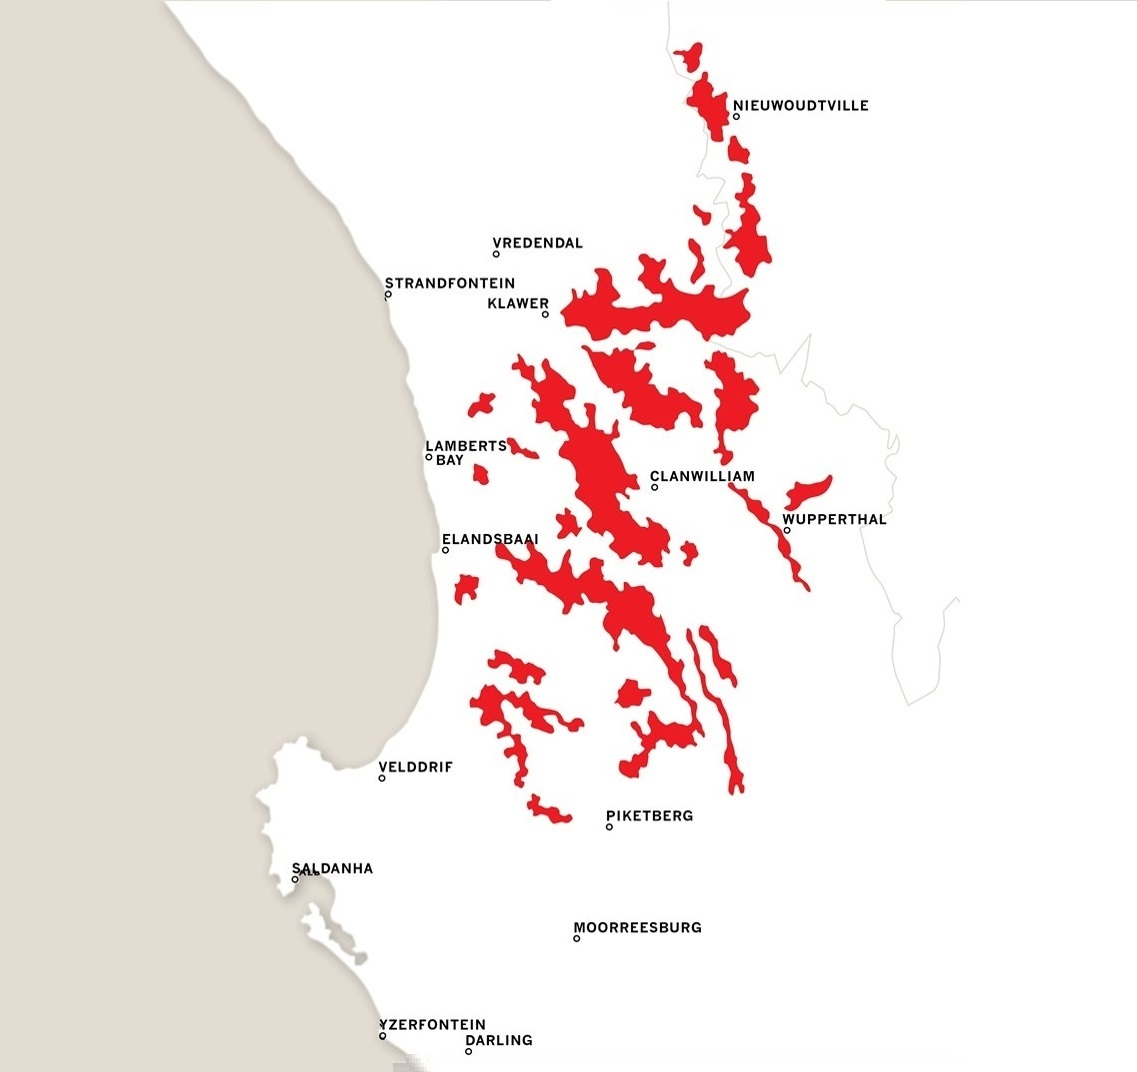 NIEUWOUDTVILLE
VREDENDAL
STRANDFONTEIN
KLAWER
LAMBERTS
BAY
CLANWILLIAM
WUPPERTHAL
ELANDSBAAI
VELDDRIF
PIKETBERG
SALDANHA
MOORREESBURG
YZERFONTEIN
DARLING